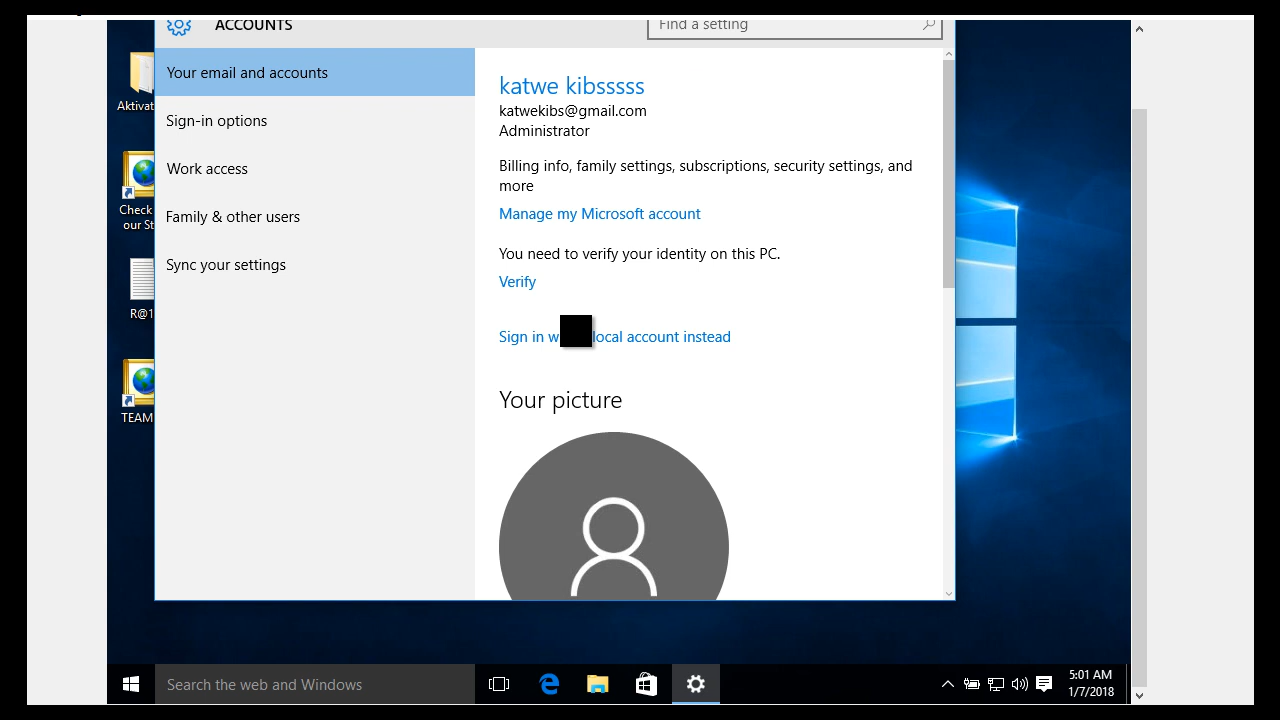 ACCOUNTS
Find a setting
Your email and accounts
Sign-in options
Work access
Family & other users
Sync your settings
katwe kibsssss
katwekibs@gmail.com
Administrator
Billing info, family settings, subscriptions, security settings, and
more
Manage my Microsoft account
You need to verify your identity on this PC.
Verify
Sign in w local account instead
Your picture
Aktivat
Check
our St
R@1
TEAM
Search the web and Windows
5:01 AM
1/7/2018